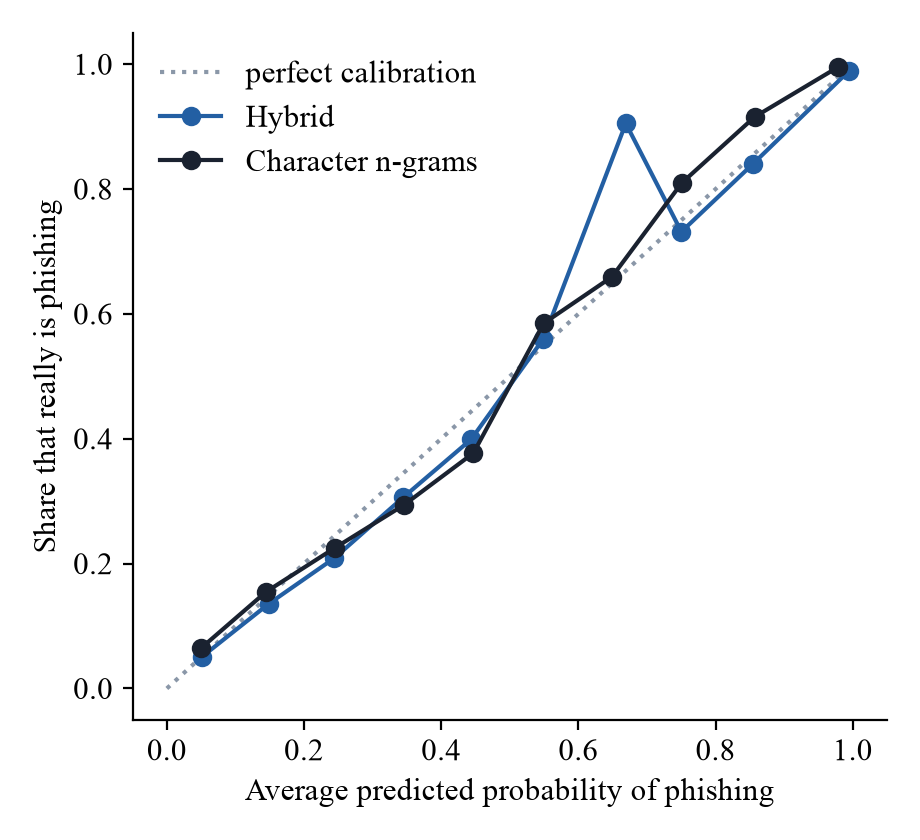 perfect calibration
Hybrid
Character n-grams
1.0
0.8
0.6
0.4
0.2
0.0
Share that really is phishing
0.0 0.2 0.4 0.6 0.8 1.0
Average predicted probability of phishing